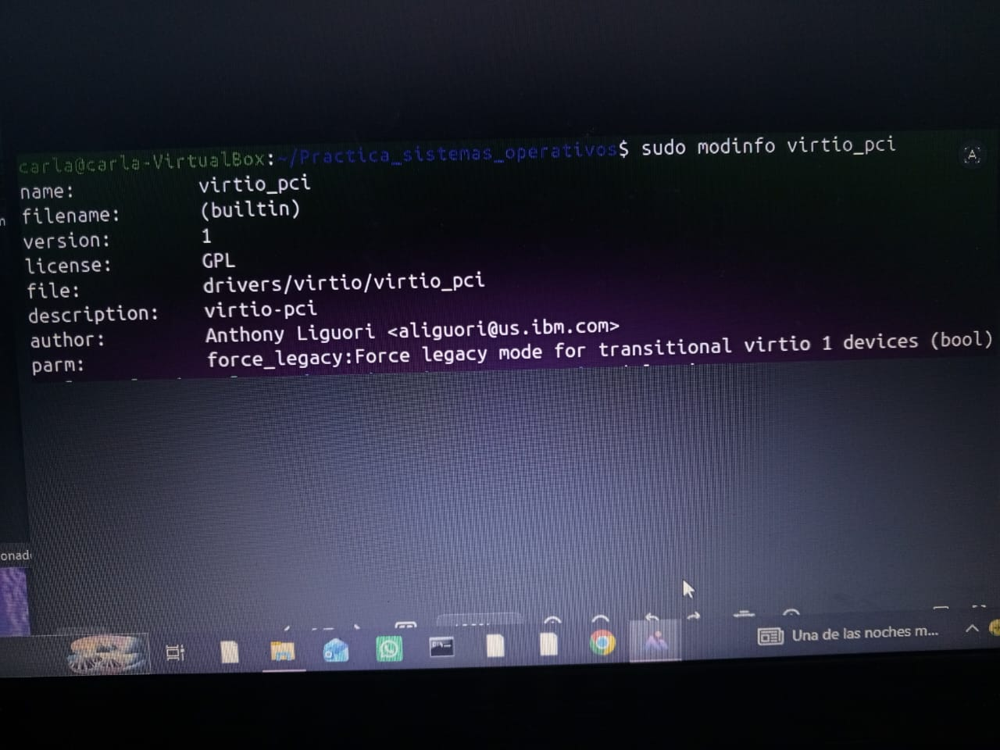 carla@carla-VirtualBox:~/Practica_sistemas_operativos$ sudo modinfo virtio_pci
name: virtio_pci
filename: (builtin)
version: 1
license: GPL
file: drivers/virtio/virtio_pci
description: virtio-pci
author: Anthony Liguori <aliguori@us.ibm.com>
parm: force_legacy:Force legacy mode for transitional virtio 1 devices (bool)
onad
Una de las noches m...